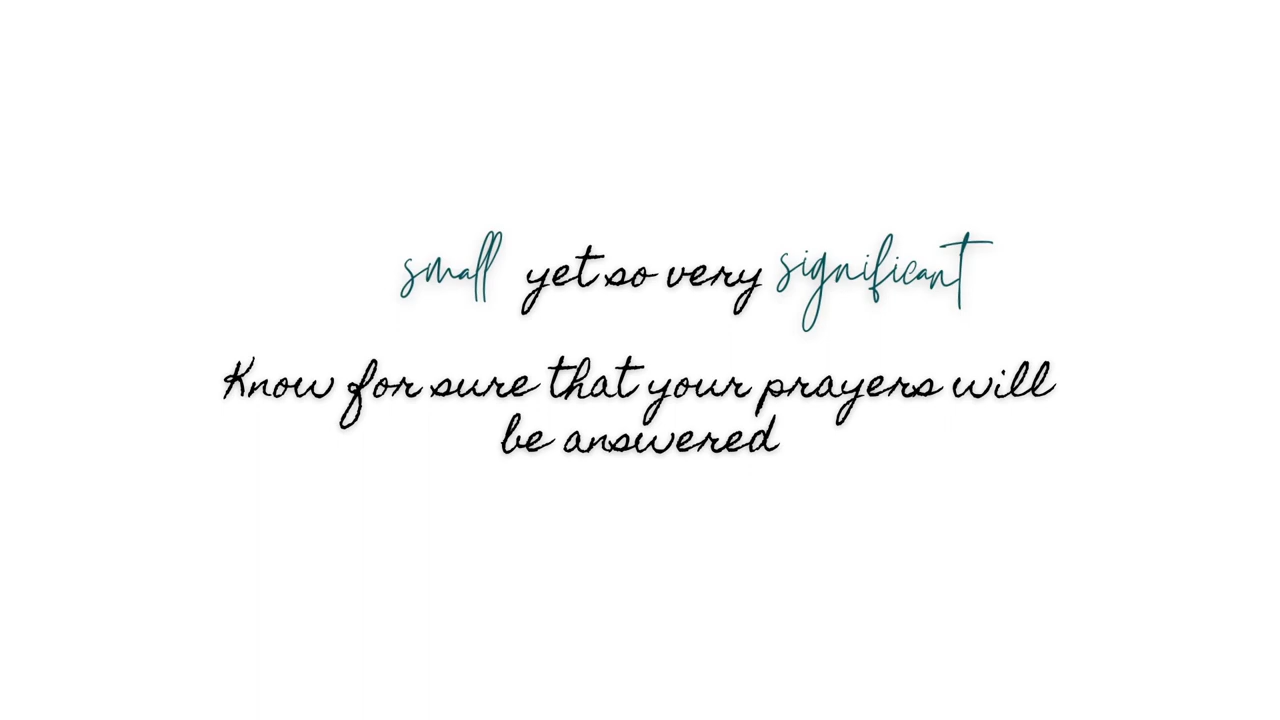 small yet so very significant
Know for sure that your prayers will
be answered